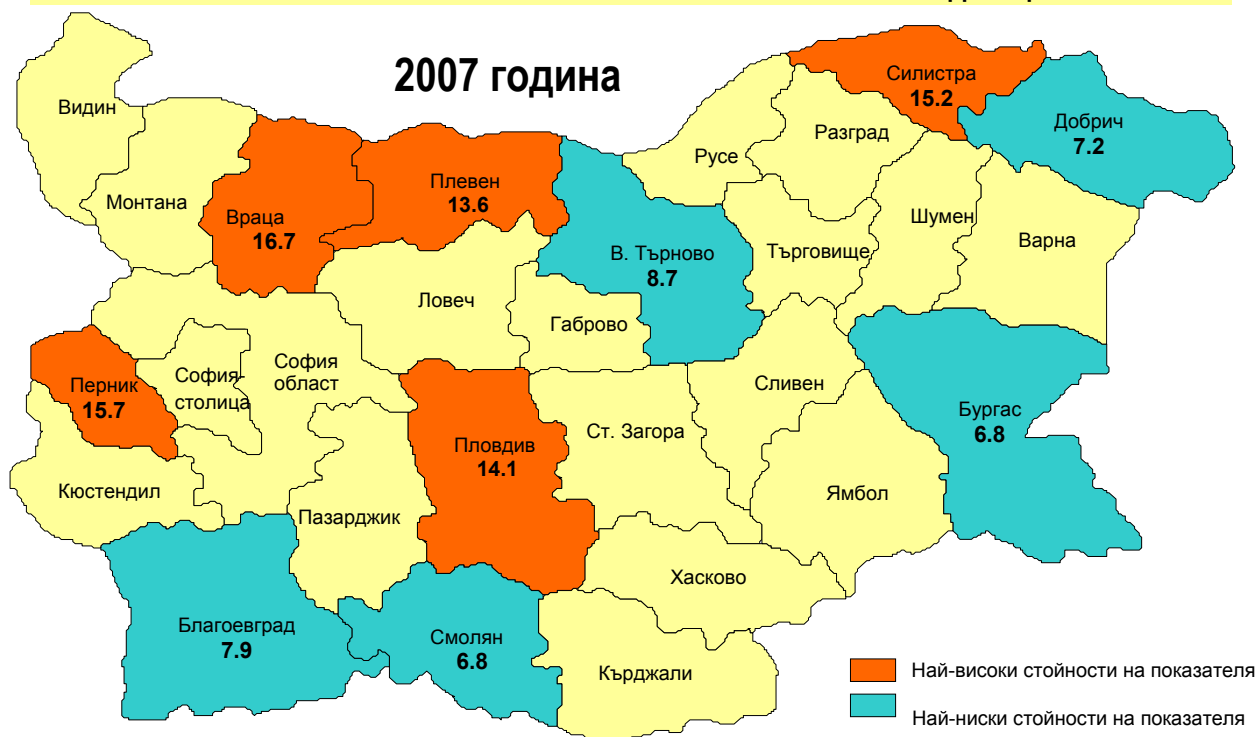 2007 година
Видин
Монтана
Враца
16.7
Плевен
13.6
Силистра
15.2
Добрич
7.2
Русе
Разград
Шумен
Варна
Търговище
В. Търново
8.7
Ловеч
Габрово
Перник
15.7
София-
столица
София
област
Кюстендил
Пазарджик
Пловдив
14.1
Ст. Загора
Сливен
Ямбол
Бургас
6.8
Благоевград
7.9
Смолян
6.8
Хасково
Кърджали
Най-високи стойности на показателя
Най-ниски стойности на показателя